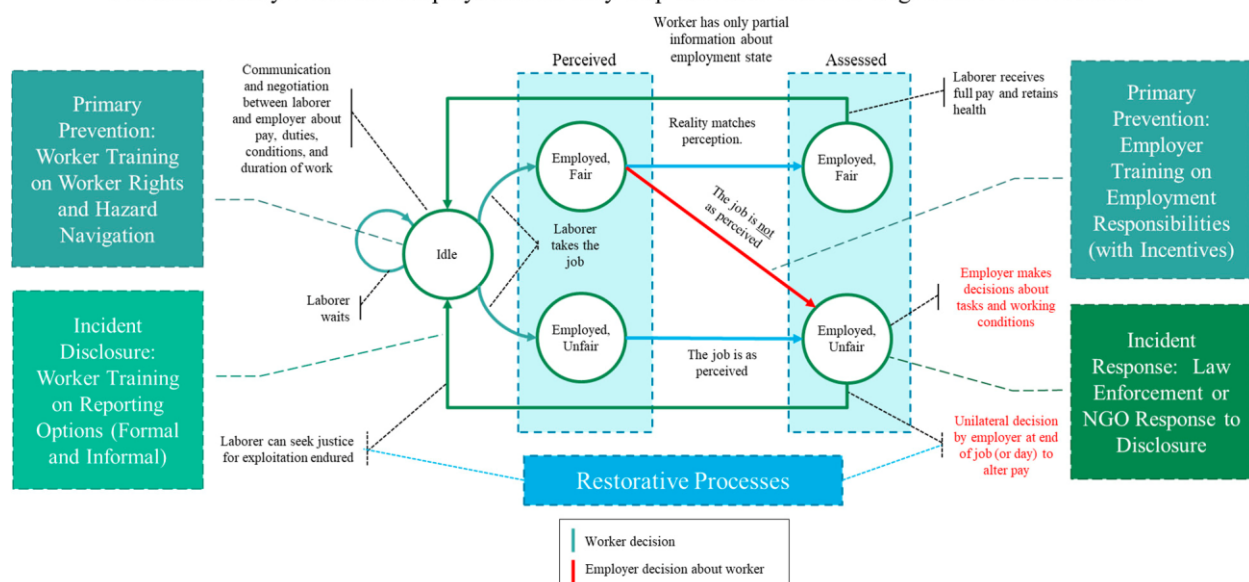 Worker has only partial
information about
employment state
Perceived
Assessed
Communication
and negotiation
between laborer
and employer about
pay, duties,
conditions, and
duration of work
Laborer receives
full pay and retains
health
Primary
Prevention:
Worker Training
on Worker Rights
and Hazard
Navigation
Primary
Prevention:
Employer
Training on
Employment
Responsibilities
(with Incentives)
Reality matches
perception.
Employed,
Fair
Employed,
Fair
The job is not
as perceived
Idle
Laborer
takes the
job
Laborer
waits
Employer makes
decisions about
tasks and working
conditions
Incident
Disclosure:
Worker Training
on Reporting
Options (Formal
and Informal)
Employed,
Unfair
Employed,
Unfair
The job is as
perceived
Incident
Response: Law
Enforcement or
NGO Response to
Disclosure
Laborer can seek justice
for exploitation endured
Unilateral decision
by employer at end
of job (or day) to
alter pay
Restorative Processes
Worker decision
Employer decision about worker